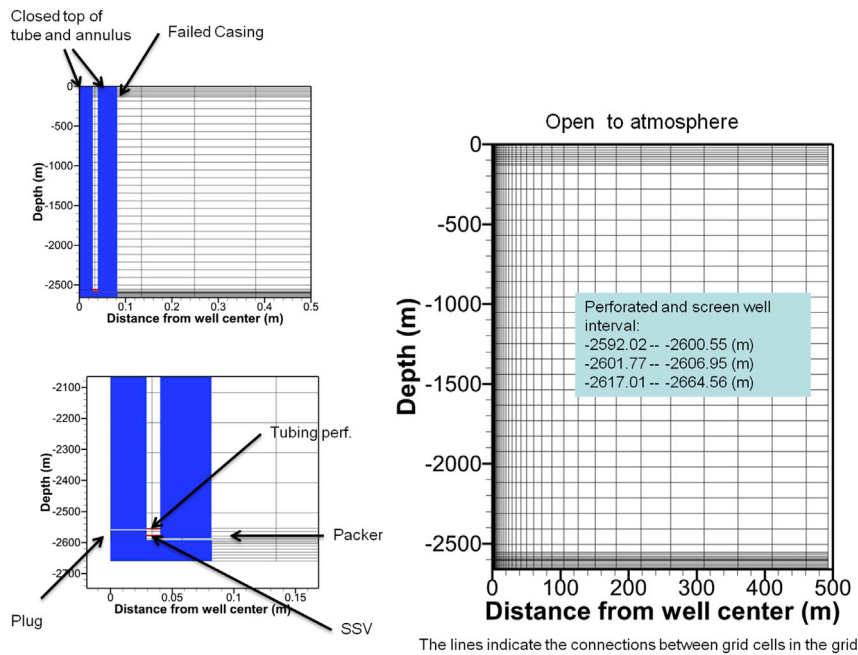 Closed top of
tube and annulus
Failed Casing
0
-500
-1000
-1500
-2000
-2500
Depth (m)
0 0.1 0.2 0.3 0.4 0.5
Distance from well center (m)
-2100
-2200
-2300
-2400
-2500
-2600
-2700
Depth (m)
0 0.05 0.1 0.15
Distance from well center (m)
Tubing perf.
Packer
Plug
SSV
Open to atmosphere
0
-500
-1000
-1500
-2000
-2500
Depth (m)
Perforated and screen well
interval:
-2592.02 -- -2600.55 (m)
-2601.77 -- -2606.95 (m)
-2617.01 -- -2664.56 (m)
0 100 200 300 400 500
Distance from well center (m)
The lines indicate the connections between grid cells in the grid